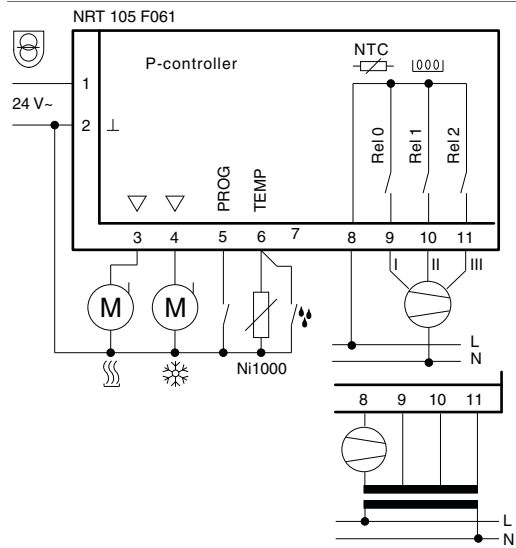 NRT 105 F061
P-controller
NTC
1
24 V~
2
Rel 0
Rel 1
Rel 2
PROG
TEMP
3 4 5 6 7 8 9 10 11
I II III
M M
Ni1000
L
N
8 9 10 11
L
N